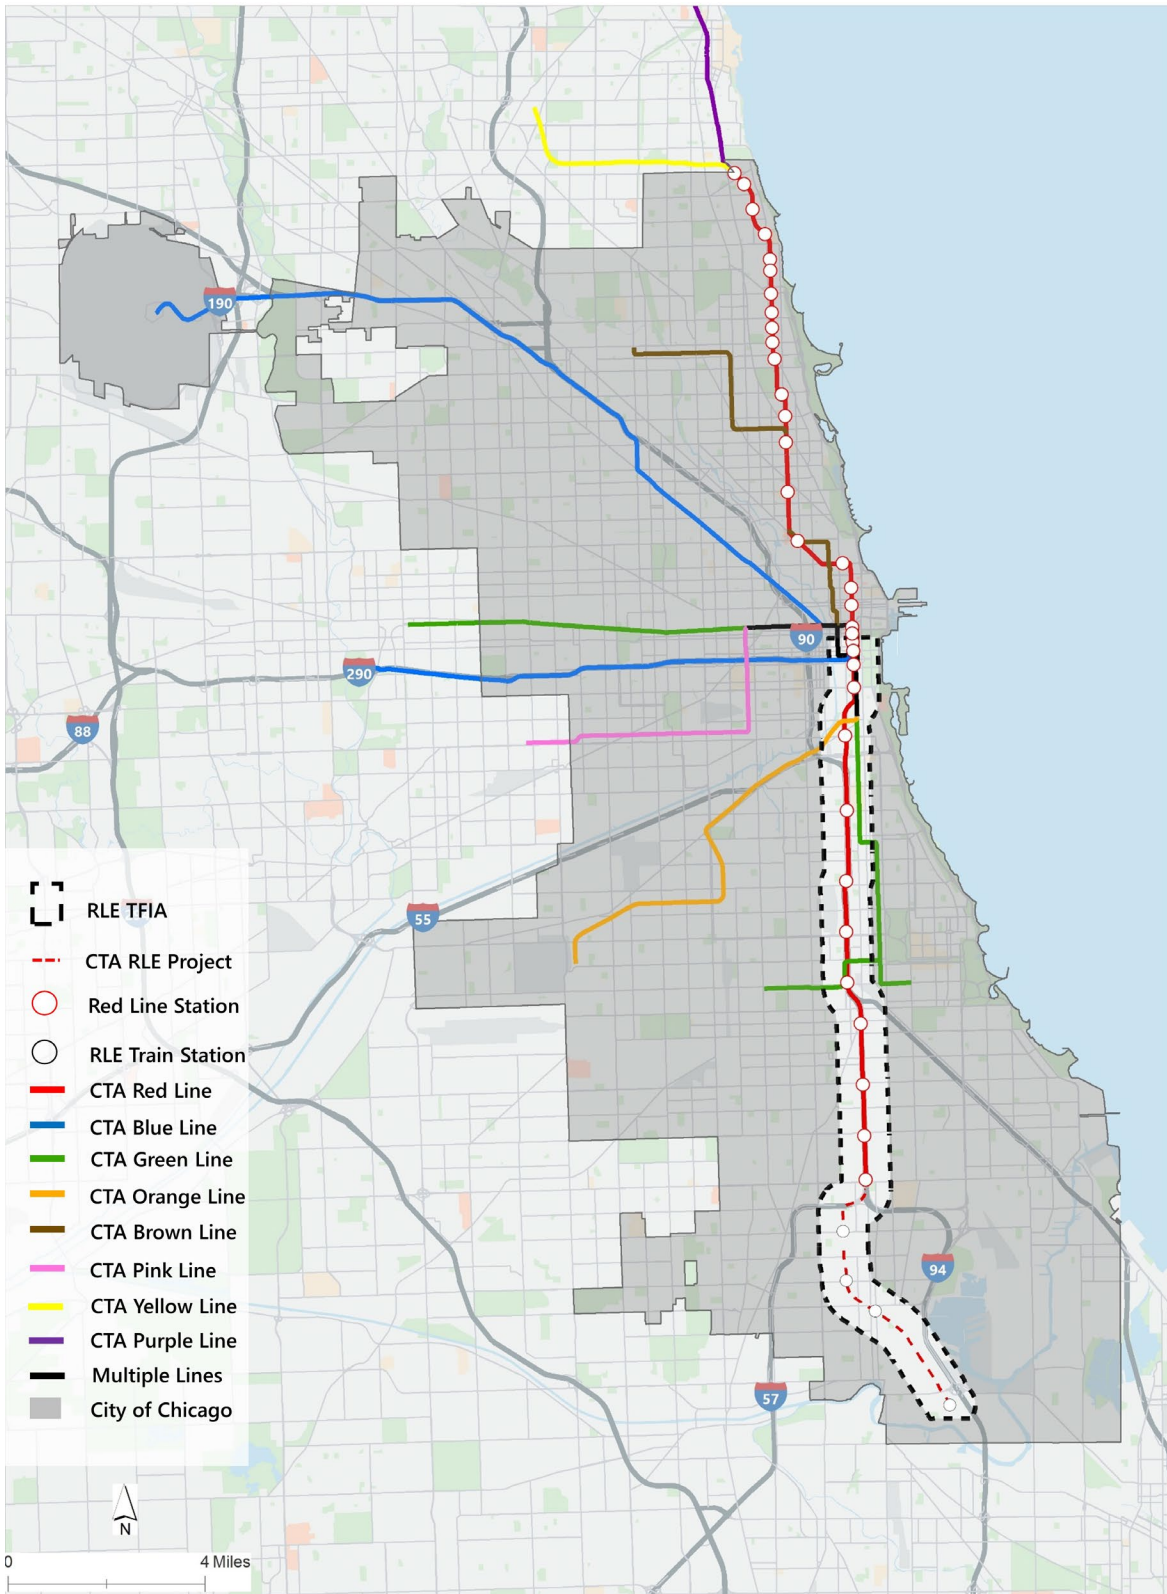 190
90
290
88
55
RLE TFIA
CTA RLE Project
Red Line Station
RLE Train Station
CTA Red Line
CTA Blue Line
CTA Green Line
CTA Orange Line
CTA Brown Line
CTA Pink Line
CTA Yellow Line
CTA Purple Line
Multiple Lines
City of Chicago
94
57
N
0 4 Miles